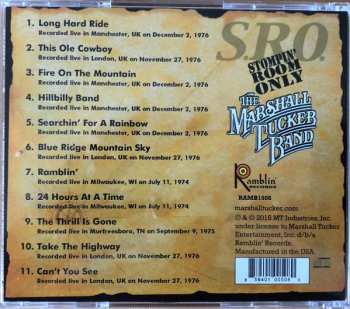 1. Long Hard Ride
Recorded live in Manchester, UK on December 2, 1976
2. This Ole Cowboy
Recorded live in London, UK on November 27, 1976
3. Fire On The Mountain
Recorded live in Manchester, UK on December 2, 1976
4. Hillbilly Band
Recorded live in Manchester, UK on December 2, 1976
5. Searchin' For A Rainbow
Recorded live in Manchester, UK on December 2, 1976
6. Blue Ridge Mountain Sky
Recorded live in London, UK on November 27, 1976
7. Ramblin'
Recorded live in Milwaukee, WI on July 11, 1974
8. 24 Hours At A Time
Recorded live in Milwaukee, WI on July 11, 1974
9. The Thrill Is Gone
Recorded live in Murfreesboro, TN on September 9, 1975
10. Take The Highway
Recorded live in London, UK on November 27, 1976
11. Can't You See
Recorded live in London, UK on November 27, 1976
S.R.O.
STOMPIN'
ROOM
ONLY
THE
MARSHALL
TUCKER
BAND
Ramblin'
RECORDS
RAMB1505
marshalltucker.com
℗ & © 2015 MT Industries, Inc.
under license to Marshall Tucker
Entertainment, Inc. d/b/a
Ramblin' Records.
Manufactured in the USA.